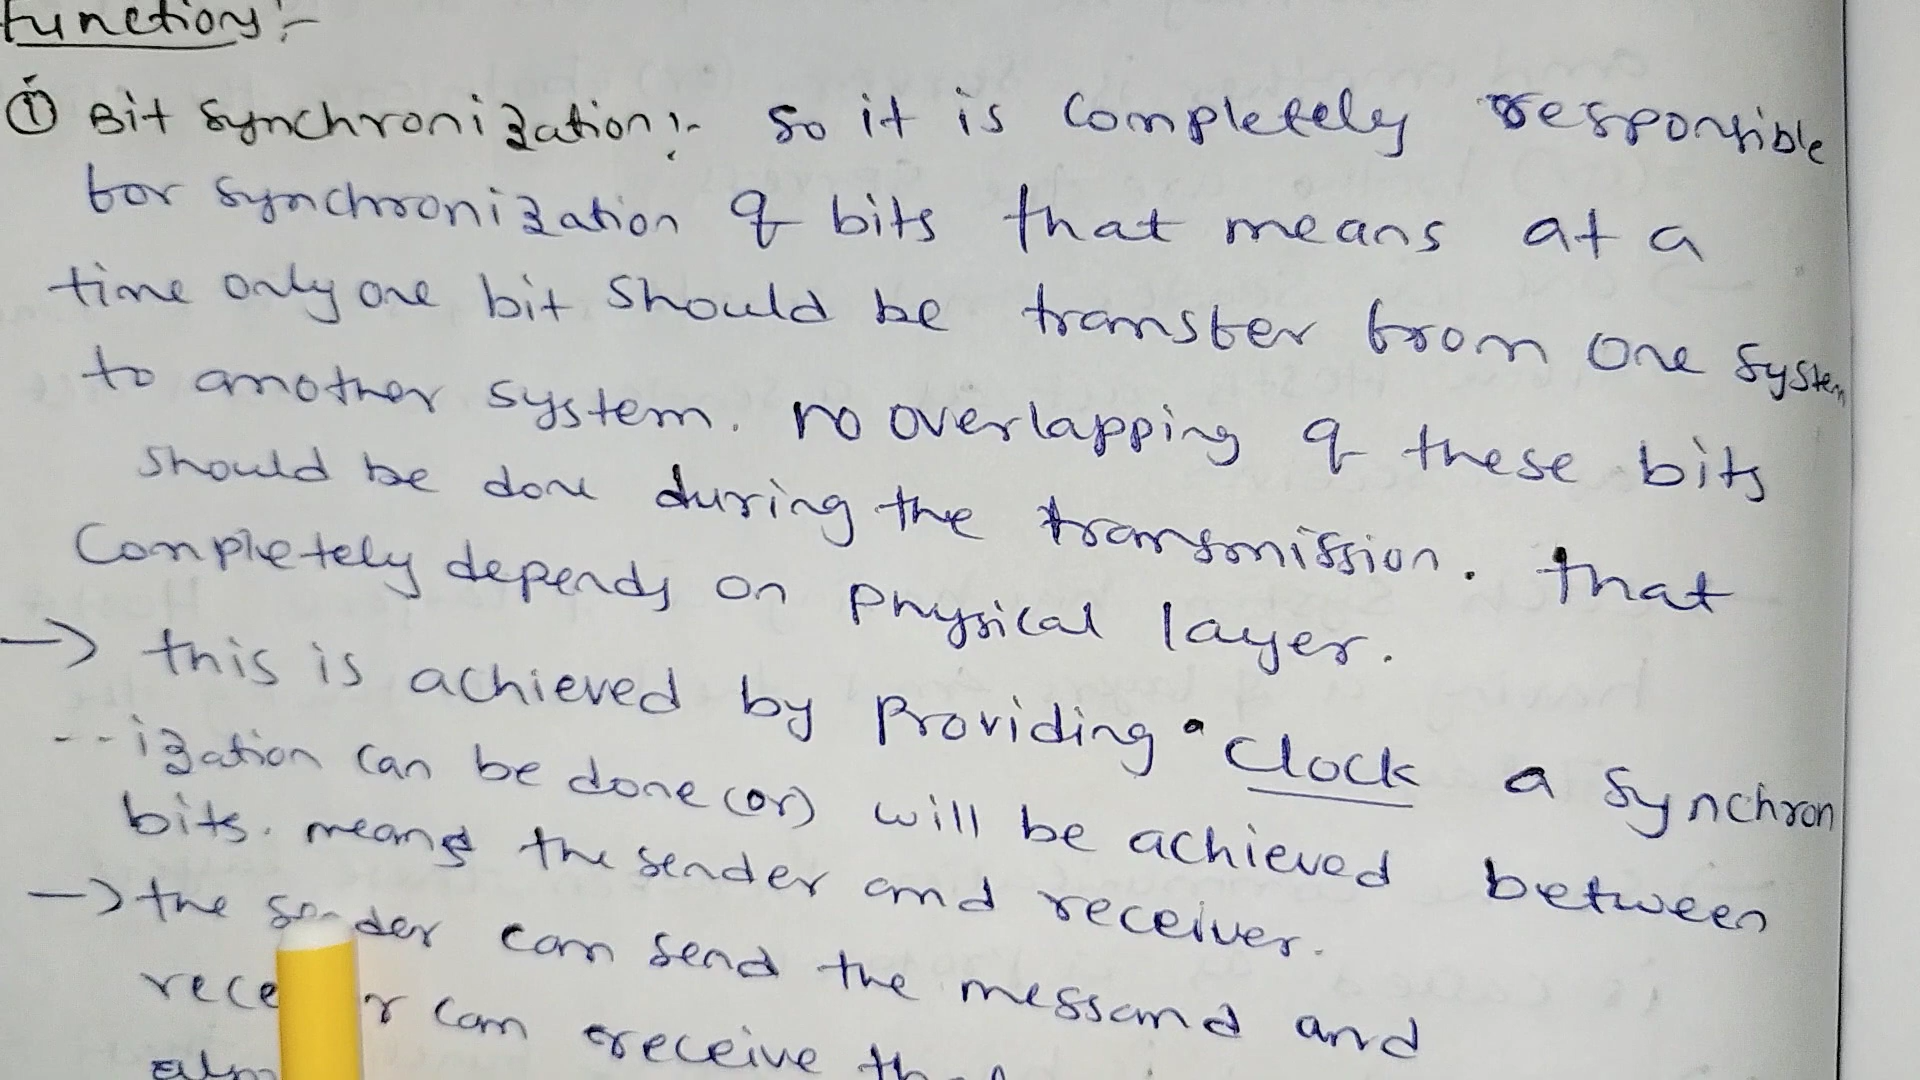 Functions:-
① Bit Synchronization:- So it is Completely responsible
for synchronization of bits that means at a
time only one bit should be transfer from one system
to another system. no overlapping of these bits
should be done during the transmission. that
Completely depends on Physical layer.
-> this is achieved by Providing Clock a Synchron
--ization can be done (or) will be achieved between
bits. means the sender and receiver.
-> the sender can send the messand and
rece r can receive